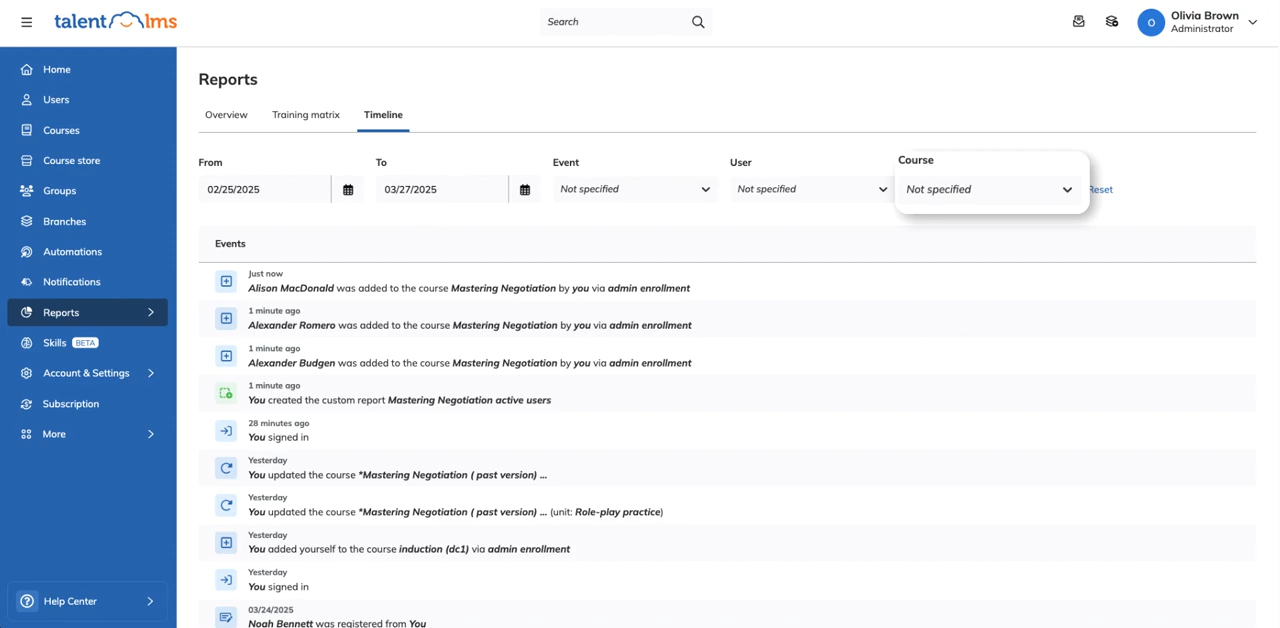 talentlms
Search
O
Olivia Brown
Administrator
Home
Users
Courses
Course store
Groups
Branches
Automations
Notifications
Reports
Skills BETA
Account & Settings
Subscription
More
Help Center
Reports
Overview Training matrix Timeline
From To Event User Course
02/25/2025 03/27/2025 Not specified Not specified Not specified Reset
Events
Just now
Alison MacDonald was added to the course Mastering Negotiation by you via admin enrollment
1 minute ago
Alexander Romero was added to the course Mastering Negotiation by you via admin enrollment
1 minute ago
Alexander Budgen was added to the course Mastering Negotiation by you via admin enrollment
1 minute ago
You created the custom report Mastering Negotiation active users
28 minutes ago
You signed in
Yesterday
You updated the course *Mastering Negotiation ( past version) ...
Yesterday
You updated the course *Mastering Negotiation ( past version) ... (unit: Role-play practice)
Yesterday
You added yourself to the course induction (dc1) via admin enrollment
Yesterday
You signed in
03/24/2025
Noah Bennett was registered from You